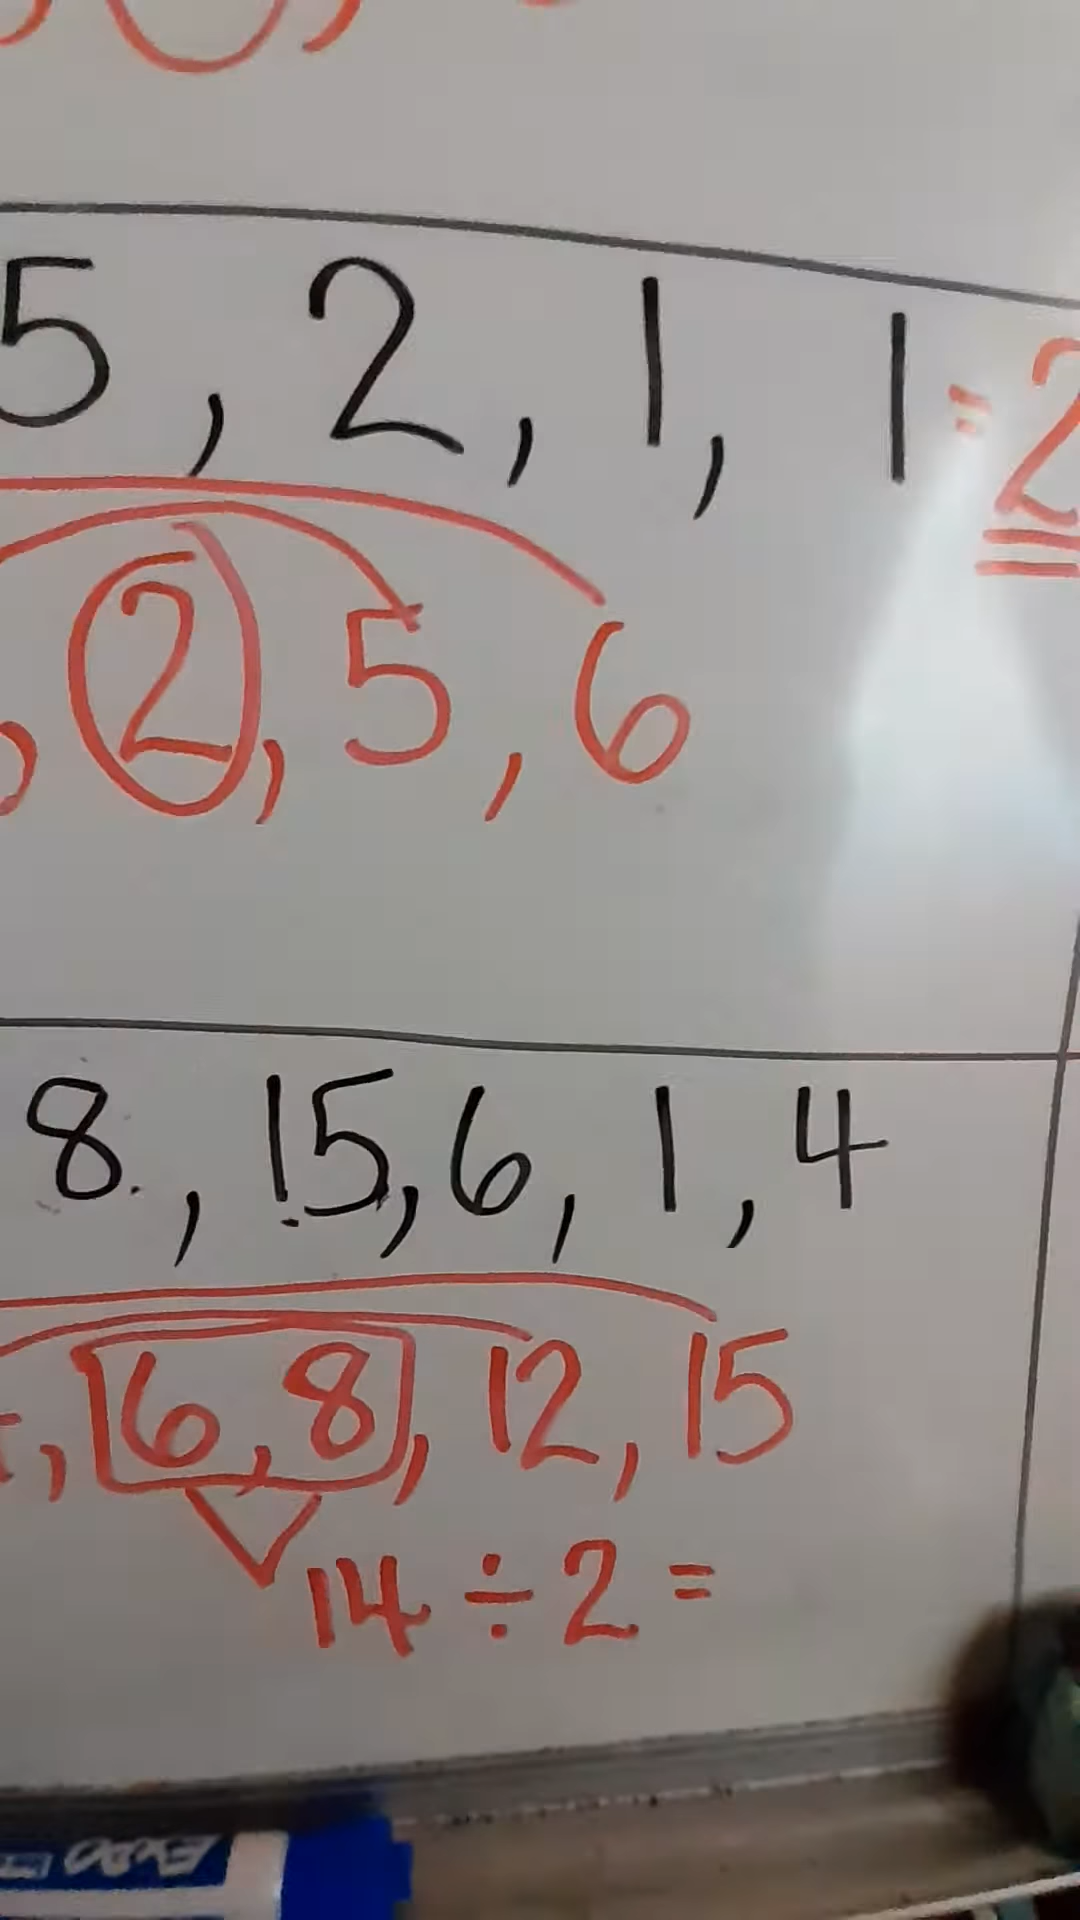 5, 2, 1, 1 = 2
, 2, 5, 6
8, 15, 6, 1, 4
, 6, 8, 12, 15
14 ÷ 2 =
EXPO